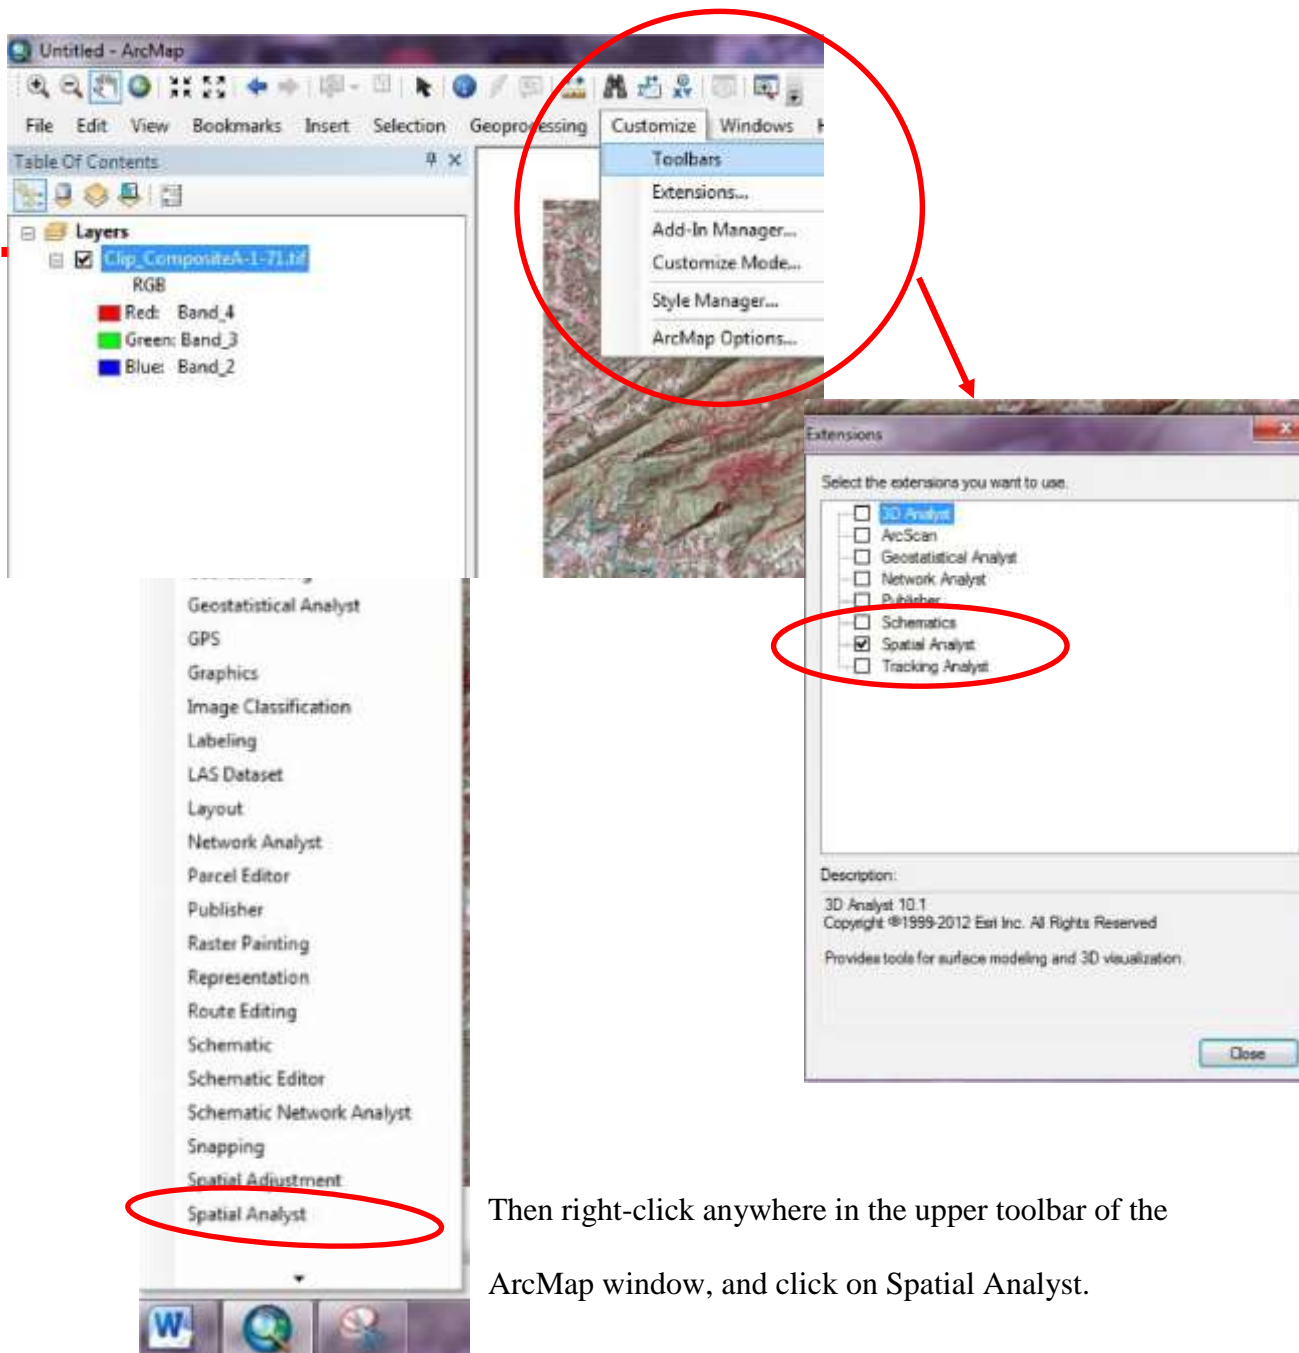 Untitled - ArcMap
File Edit View Bookmarks Insert Selection Geoprocessing Customize Windows H
Table Of Contents
Layers
Clip_CompositeA-1-71.tif
RGB
Red: Band_4
Green: Band_3
Blue: Band_2
Toolbars
Extensions...
Add-In Manager...
Customize Mode...
Style Manager...
ArcMap Options...
Extensions
Select the extensions you want to use.
3D Analyst
ArcScan
Geostatistical Analyst
Network Analyst
Publisher
Schematics
Spatial Analyst
Tracking Analyst
Description:
3D Analyst 10.1
Copyright ©1999-2012 Esri Inc. All Rights Reserved
Provides tools for surface modeling and 3D visualization.
Close
Geostatistical Analyst
GPS
Graphics
Image Classification
Labeling
LAS Dataset
Layout
Network Analyst
Parcel Editor
Publisher
Raster Painting
Representation
Route Editing
Schematic
Schematic Editor
Schematic Network Analyst
Snapping
Spatial Adjustment
Spatial Analyst
Then right-click anywhere in the upper toolbar of the
ArcMap window, and click on Spatial Analyst.